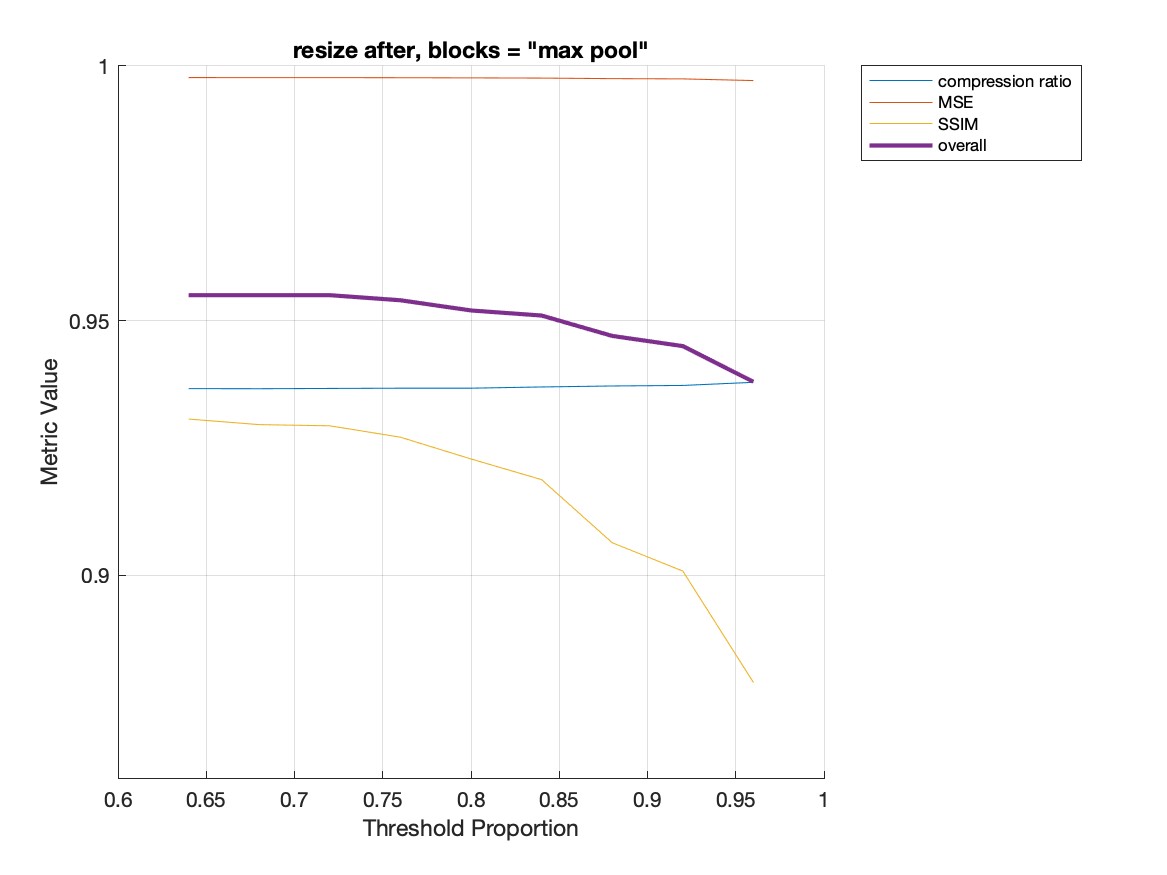 resize after, blocks = "max pool"
1
0.95
0.9
Metric Value
0.6 0.65 0.7 0.75 0.8 0.85 0.9 0.95 1
Threshold Proportion
compression ratio
MSE
SSIM
overall